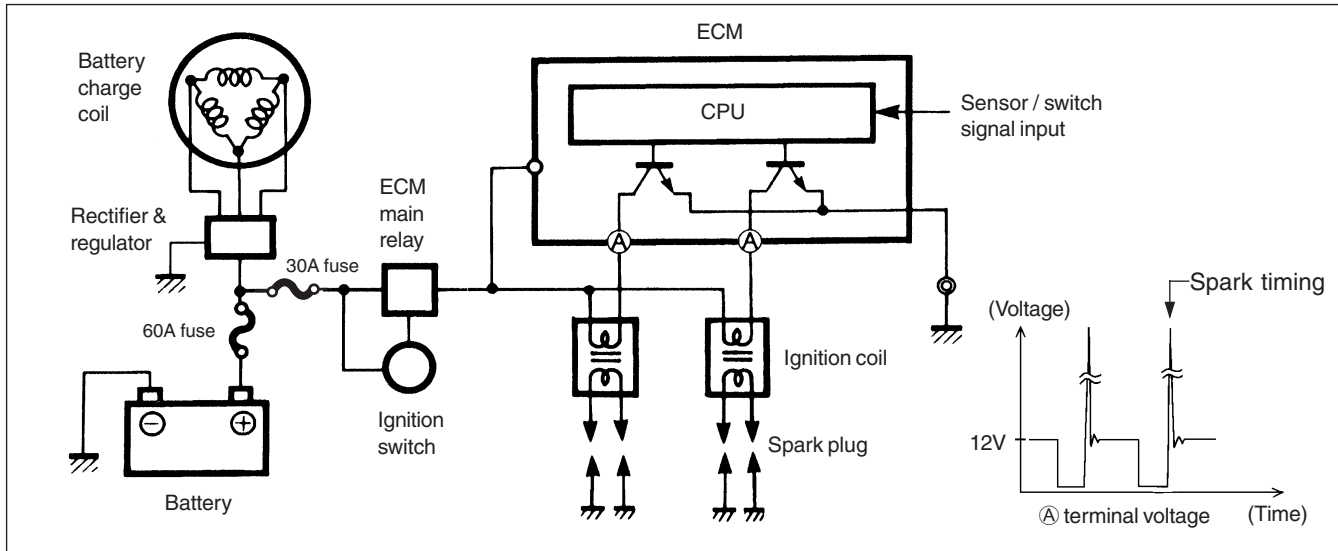 ECM
Battery
charge
coil
CPU
Sensor / switch
signal input
ECM
main
relay
Rectifier &
regulator
A
A
30A fuse
60A fuse
Spark timing
(Voltage)
Ignition coil
Ignition
switch
Spark plug
12V
− +
Battery
Ⓐ terminal voltage
(Time)